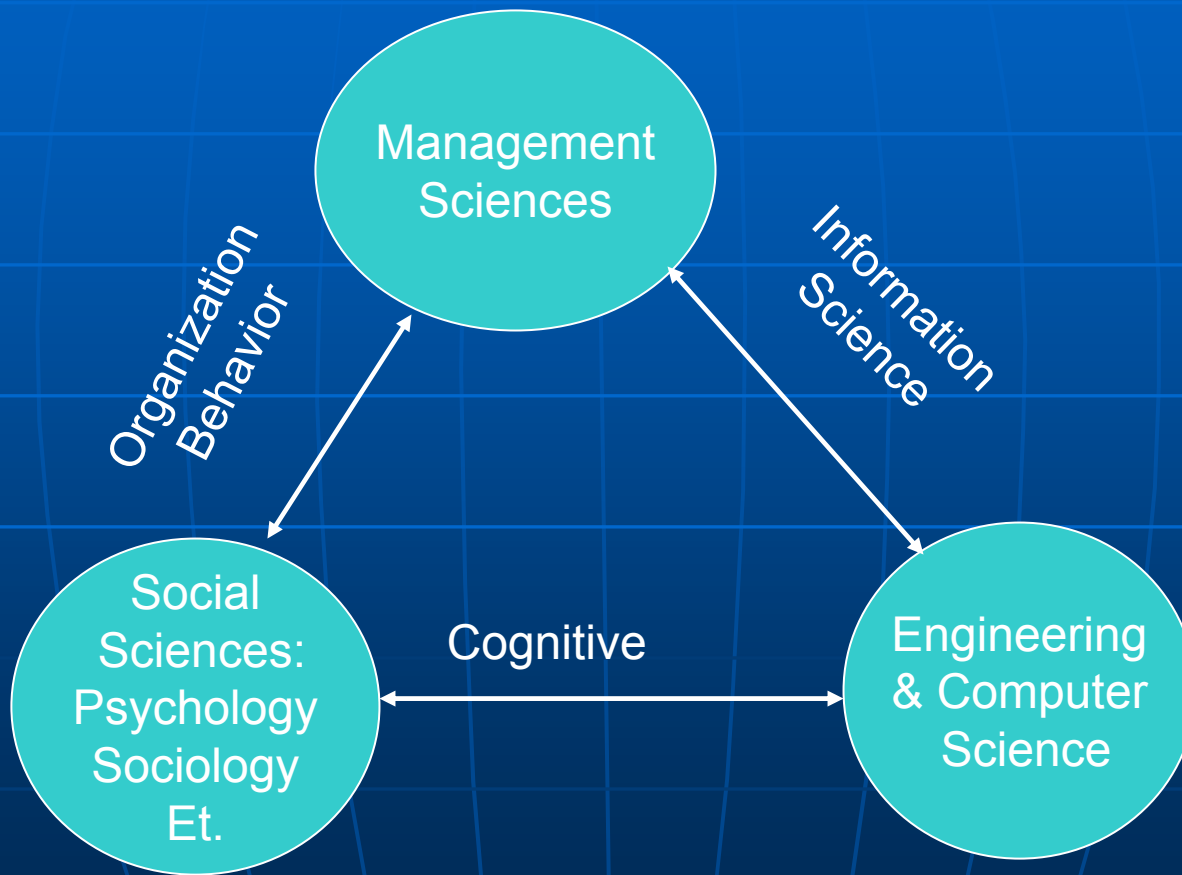 Management
Sciences
Organization
Behavior
Information
Science
Social
Sciences:
Psychology
Sociology
Et.
Cognitive
Engineering
& Computer
Science